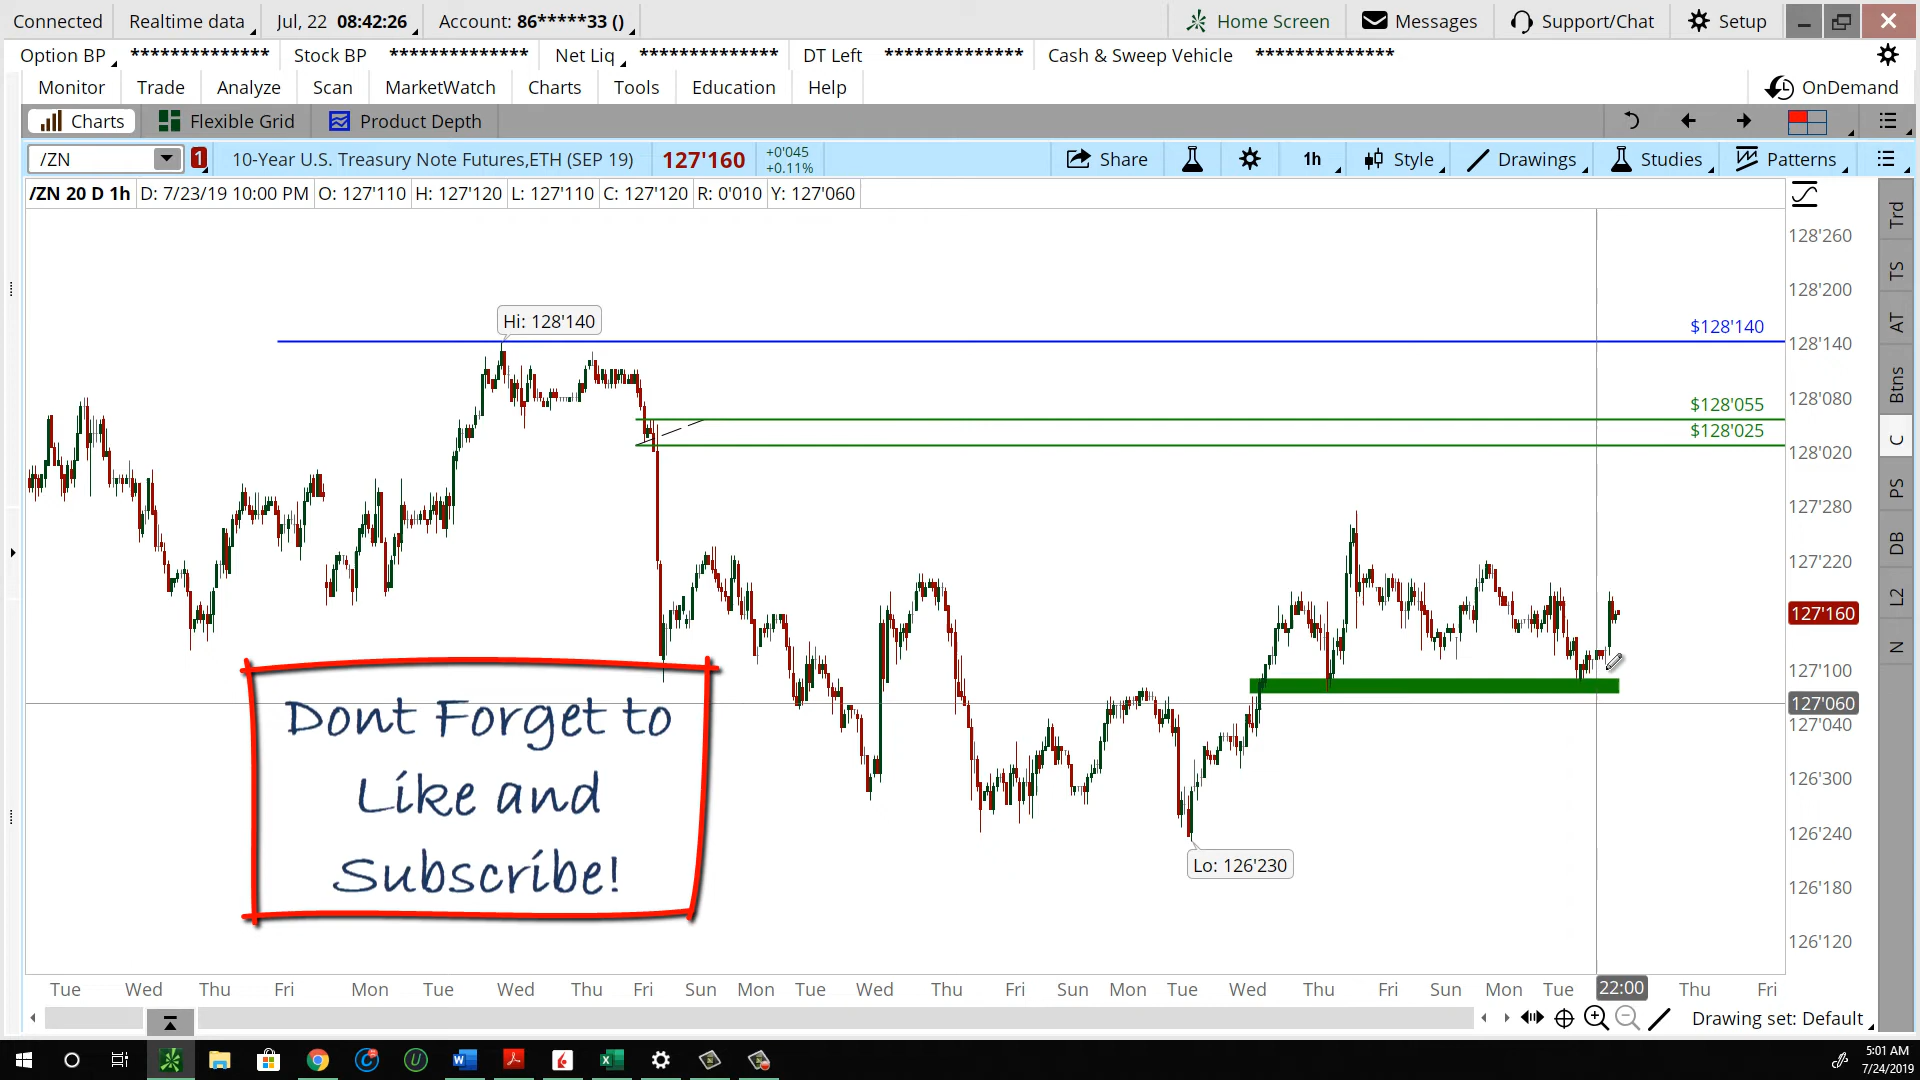 Connected Realtime data Jul, 22 08:42:26 Account: 86*****33 () Home Screen Messages Support/Chat Setup
Option BP ************** Stock BP ************** Net Liq ************** DT Left ************** Cash & Sweep Vehicle **************
Monitor Trade Analyze Scan MarketWatch Charts Tools Education Help OnDemand
Charts Flexible Grid Product Depth
/ZN 1 10-Year U.S. Treasury Note Futures,ETH (SEP 19) 127'160 +0'045 +0.11% Share 1h Style Drawings Studies Patterns
/ZN 20 D 1h D: 7/23/19 10:00 PM O: 127'110 H: 127'120 L: 127'110 C: 127'120 R: 0'010 Y: 127'060
Trd
128'260
TS
128'200
Hi: 128'140
$128'140
AT
128'140
Btns
128'080
$128'055
$128'025
C
128'020
PS
127'280
DB
127'220
L2
127'160
N
127'100
127'060
127'040
Dont Forget to
Like and
Subscribe!
126'300
126'240
Lo: 126'230
126'180
126'120
Tue Wed Thu Fri Mon Tue Wed Thu Fri Sun Mon Tue Wed Thu Fri Sun Mon Tue Wed Thu Fri Sun Mon Tue 22:00 Thu Fri
Drawing set: Default
5:01 AM
7/24/2019